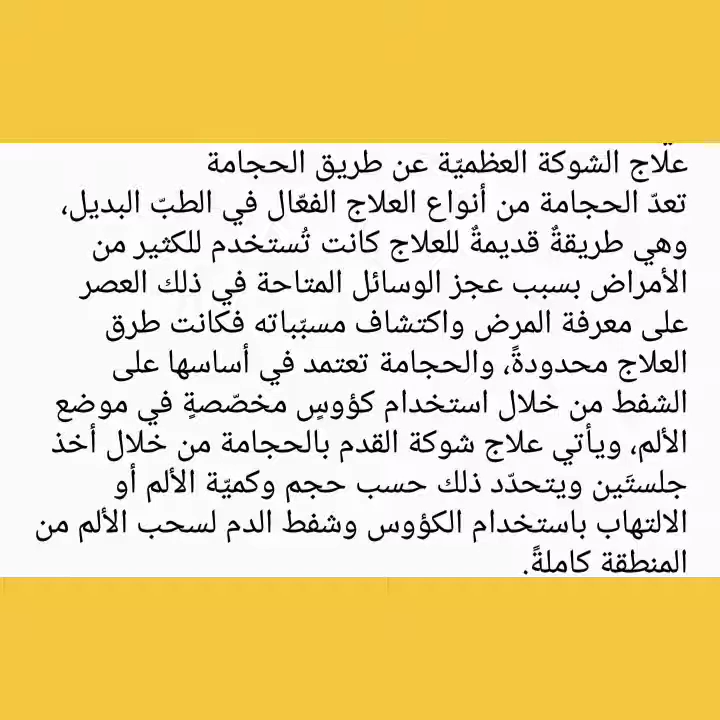 علاج الشوكة العظميّة عن طريق الحجامة
تعدّ الحجامة من أنواع العلاج الفعّال في الطبّ البديل،
وهي طريقةٌ قديمةٌ للعلاج كانت تُستخدم للكثير من
الأمراض بسبب عجز الوسائل المتاحة في ذلك العصر
على معرفة المرض واكتشاف مسبّباته فكانت طرق
العلاج محدودةً، والحجامة تعتمد في أساسها على
الشفط من خلال استخدام كؤوسٍ مخصّصةٍ في موضع
الألم، ويأتي علاج شوكة القدم بالحجامة من خلال أخذ
جلستَين ويتحدّد ذلك حسب حجم وكميّة الألم أو
الالتهاب باستخدام الكؤوس وشفط الدم لسحب الألم من
المنطقة كاملةً.